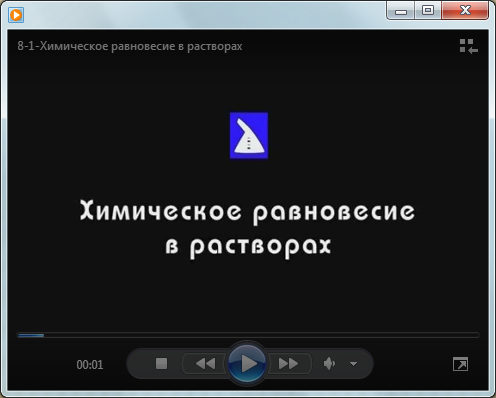 8-1-Химическое равновесие в растворах
Химическое равновесие
в растворах
00:01